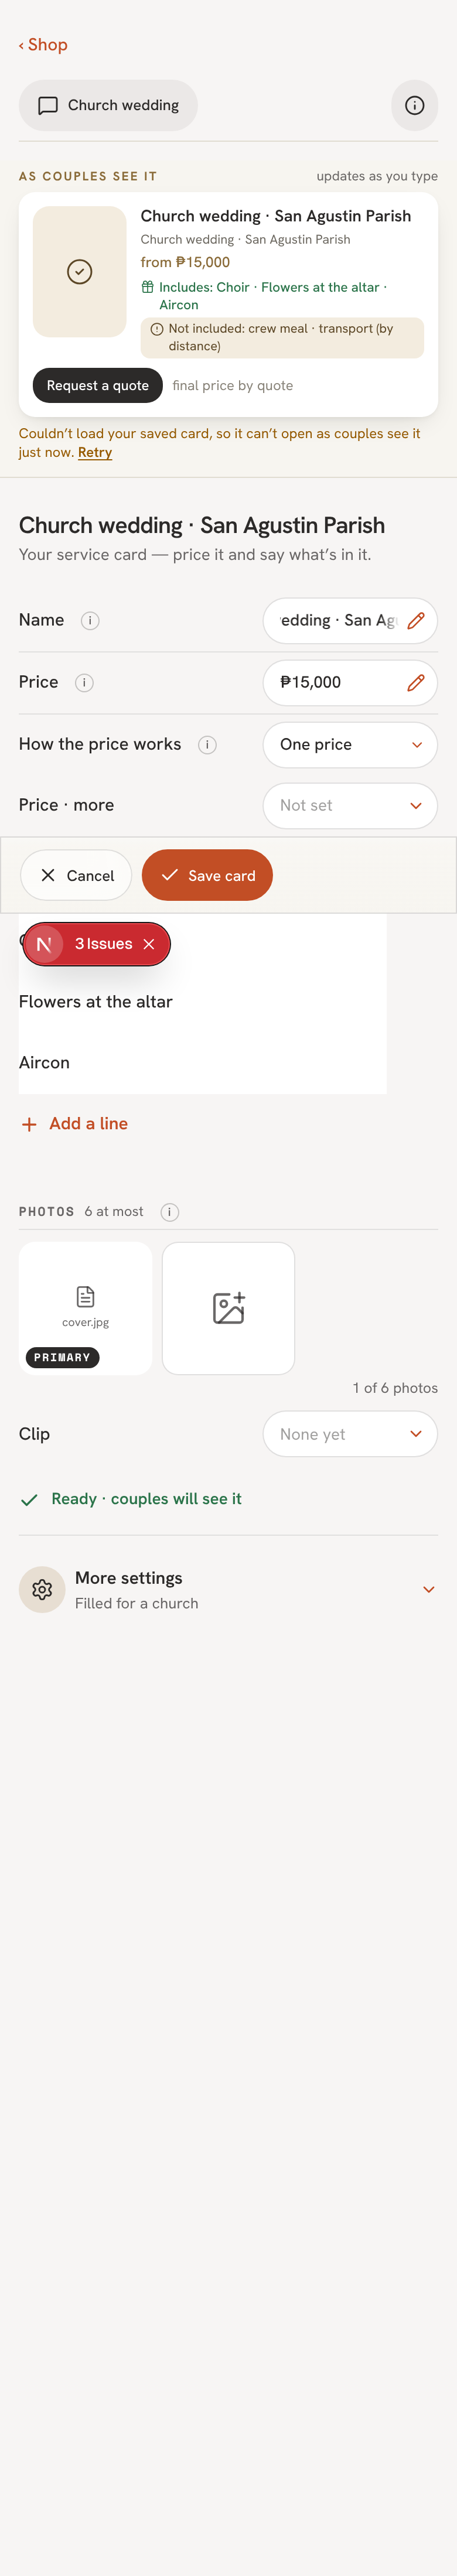 ‹ Shop
Church wedding
AS COUPLES SEE IT
updates as you type
Church wedding · San Agustin Parish
Church wedding · San Agustin Parish
from ₱15,000
Includes: Choir · Flowers at the altar ·
Aircon
Not included: crew meal · transport (by
distance)
Request a quote
final price by quote
Couldn’t load your saved card, so it can’t open as couples see it
just now. Retry
Church wedding · San Agustin Parish
Your service card — price it and say what’s in it.
Name
edding · San Ag
Price
₱15,000
How the price works
One price
Price · more
Not set
Cancel
Save card
N
3 Issues
Flowers at the altar
Aircon
+ Add a line
PHOTOS 6 at most
cover.jpg
PRIMARY
1 of 6 photos
Clip
None yet
Ready · couples will see it
More settings
Filled for a church